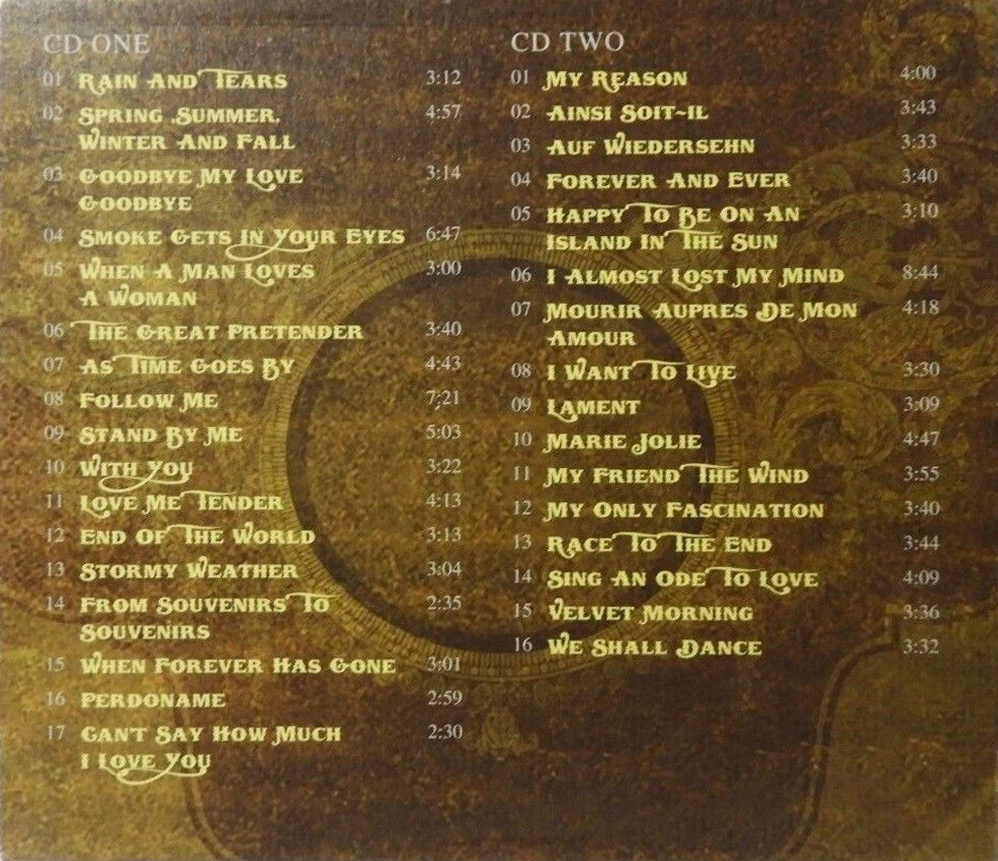 CD ONE
01 RAIN AND TEARS 3:12
02 SPRING SUMMER, 4:57
WINTER AND FALL
03 GOODBYE MY LOVE 3:14
GOODBYE
04 SMOKE GETS IN YOUR EYES 6:47
05 WHEN A MAN LOVES 3:00
A WOMAN
06 THE GREAT PRETENDER 3:40
07 AS TIME GOES BY 4:43
08 FOLLOW ME 7:21
09 STAND BY ME 5:03
10 WITH YOU 3:22
11 LOVE ME TENDER 4:13
12 END OF THE WORLD 3:13
13 STORMY WEATHER 3:04
14 FROM SOUVENIRS TO 2:35
SOUVENIRS
15 WHEN FOREVER HAS GONE 3:01
16 PERDONAME 2:59
17 CAN'T SAY HOW MUCH 2:30
I LOVE YOU
CD TWO
01 MY REASON 4:00
02 AINSI SOIT~IL 3:43
03 AUF WIEDERSEHN 3:33
04 FOREVER AND EVER 3:40
05 HAPPY TO BE ON AN 3:10
ISLAND IN THE SUN
06 I ALMOST LOST MY MIND 8:44
07 MOURIR AUPRES DE MON 4:18
AMOUR
08 I WANT TO LIVE 3:30
09 LAMENT 3:09
10 MARIE JOLIE 4:47
11 MY FRIEND THE WIND 3:55
12 MY ONLY FASCINATION 3:40
13 RACE TO THE END 3:44
14 SING AN ODE TO LOVE 4:09
15 VELVET MORNING 3:36
16 WE SHALL DANCE 3:32